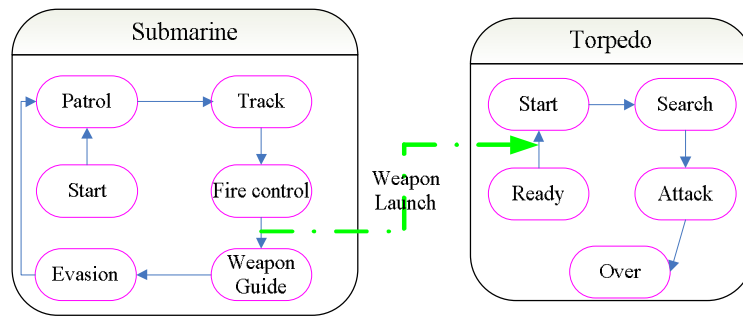 Submarine
Patrol
Track
Start
Fire control
Evasion
Weapon
Guide
Weapon
Launch
Torpedo
Start
Search
Ready
Attack
Over